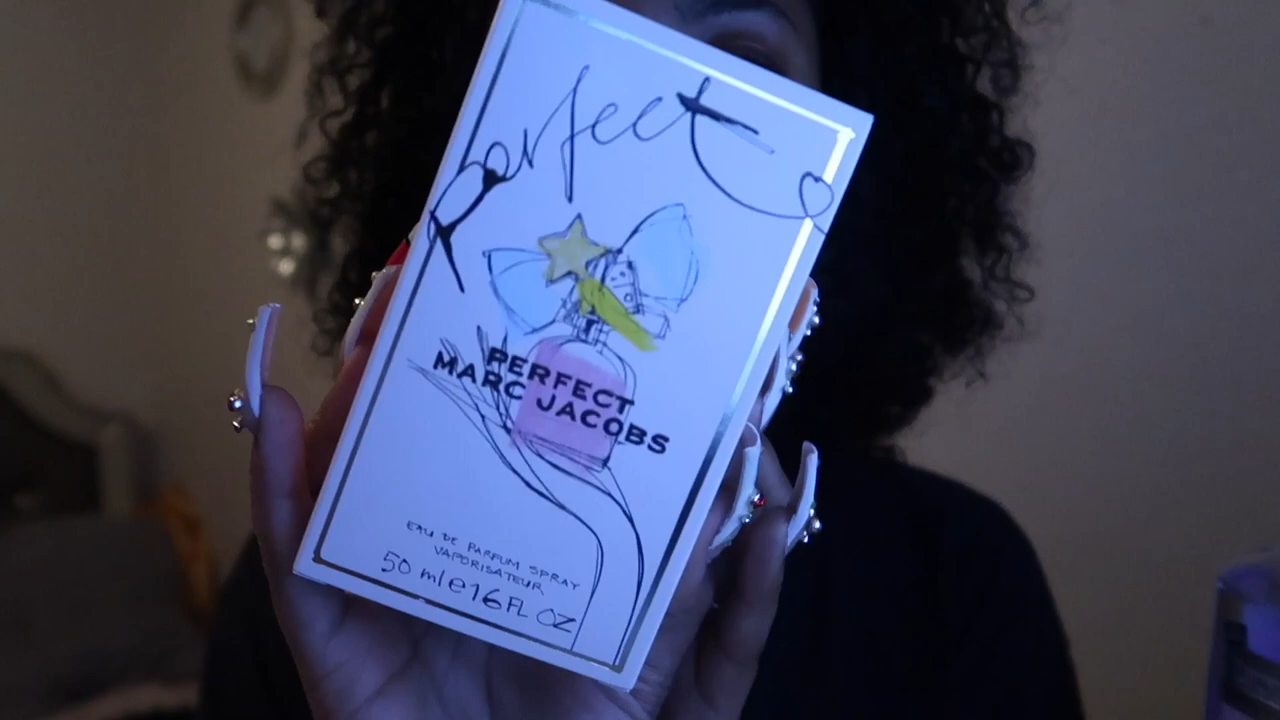 Perfect
PERFECT
MARC JACOBS
EAU DE PARFUM SPRAY
VAPORISATEUR
50 ml e 1.6 FL OZ